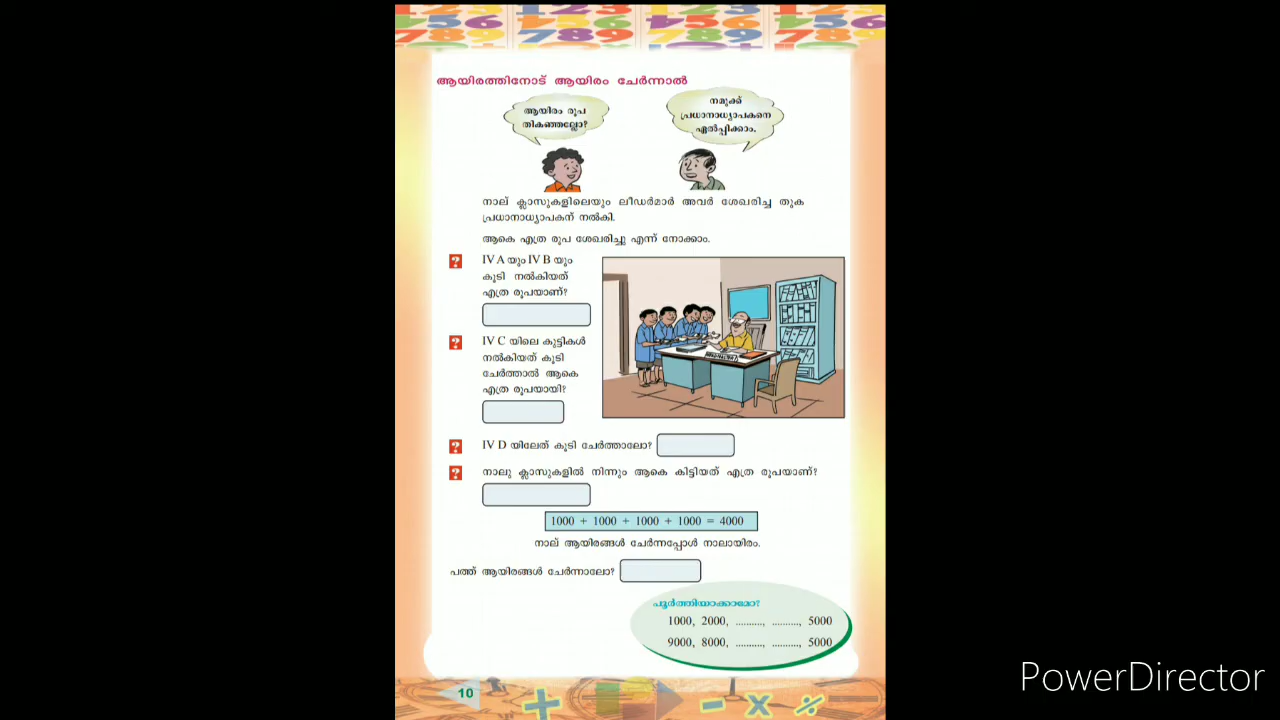 ആയിരത്തിനോട് ആയിരം ചേർന്നാൽ
ആയിരം രൂപ
തികഞ്ഞല്ലോ?
നമുക്ക്
പ്രധാനാധ്യാപകനെ
ഏൽപ്പിക്കാം.
നാല് ക്ലാസുകളിലെയും ലീഡർമാർ അവർ ശേഖരിച്ച തുക
പ്രധാനാധ്യാപകന് നൽകി.
ആകെ എത്ര രൂപ ശേഖരിച്ചു എന്ന് നോക്കാം.
? IV A യും IV B യും
കൂടി നൽകിയത്
എത്ര രൂപയാണ്?
? IV C യിലെ കുട്ടികൾ
നൽകിയത് കൂടി
ചേർത്താൽ ആകെ
എത്ര രൂപയായി?
? IV D യിലേത് കൂടി ചേർത്താലോ?
? നാലു ക്ലാസുകളിൽ നിന്നും ആകെ കിട്ടിയത് എത്ര രൂപയാണ്?
1000 + 1000 + 1000 + 1000 = 4000
നാല് ആയിരങ്ങൾ ചേർന്നപ്പോൾ നാലായിരം.
പത്ത് ആയിരങ്ങൾ ചേർന്നാലോ?
പൂർത്തിയാക്കാമോ?
1000, 2000, .........., .........., 5000
9000, 8000, .........., .........., 5000
10
PowerDirector